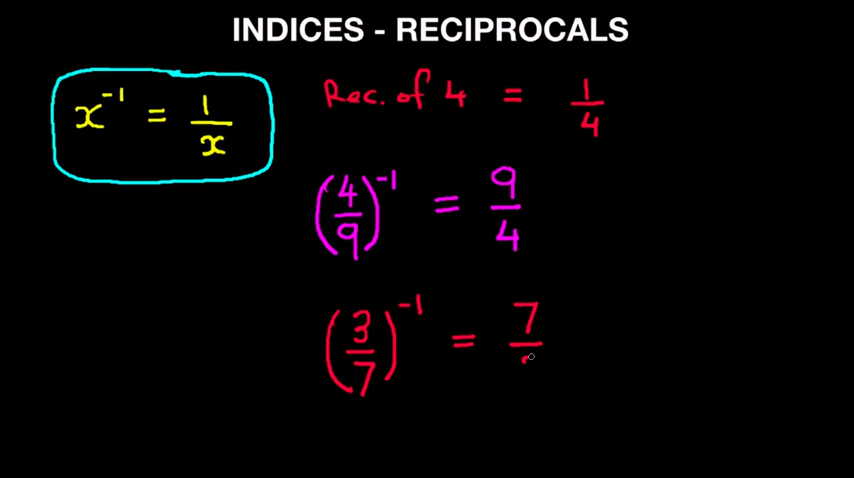 INDICES - RECIPROCALS
x⁻¹ = 1/x
Rec. of 4 = 1/4
(4/9)⁻¹ = 9/4
(3/7)⁻¹ = 7/